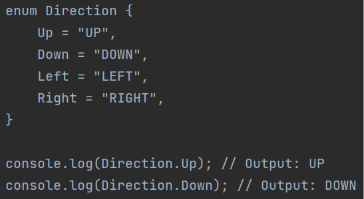 enum Direction {
    Up = "UP",
    Down = "DOWN",
    Left = "LEFT",
    Right = "RIGHT",
}

console.log(Direction.Up); // Output: UP
console.log(Direction.Down); // Output: DOWN